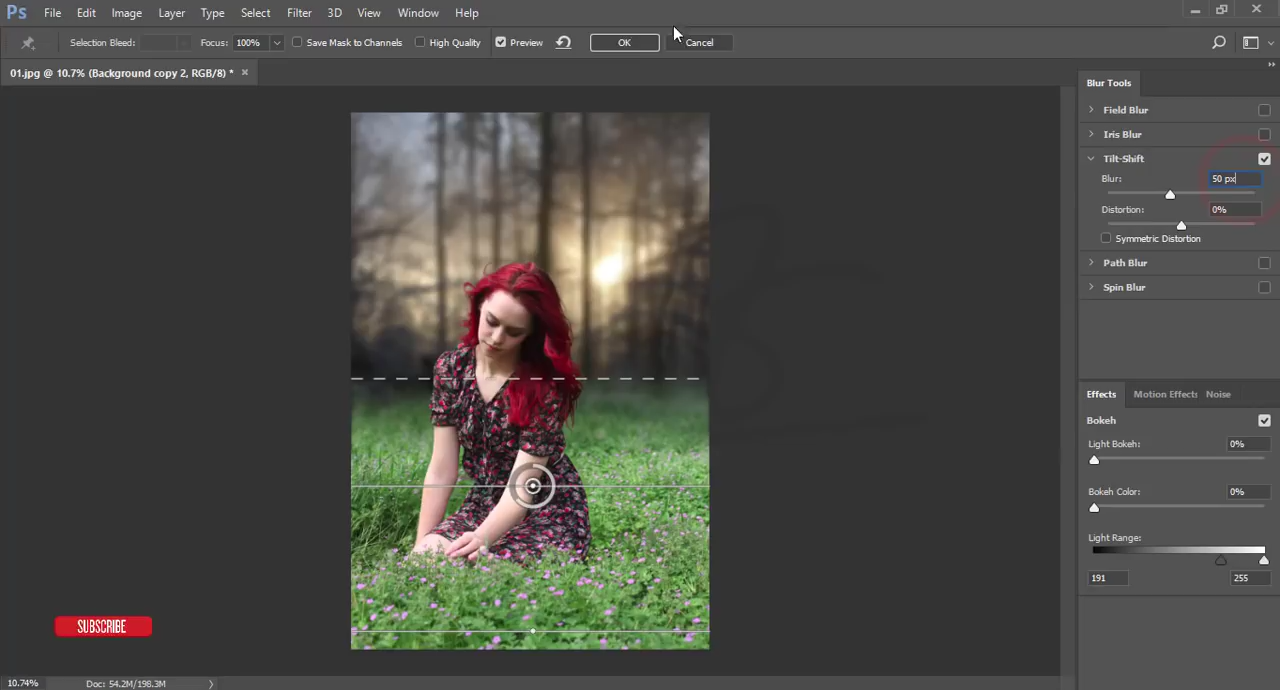 Ps File Edit Image Layer Type Select Filter 3D View Window Help
Selection Bleed: Focus: 100% Save Mask to Channels High Quality Preview OK Cancel
01.jpg @ 10.7% (Background copy 2, RGB/8) * ×
Blur Tools
Field Blur
Iris Blur
Tilt-Shift
Blur: 50 px
Distortion: 0%
Symmetric Distortion
Path Blur
Spin Blur
Effects Motion Effects Noise
Bokeh
Light Bokeh: 0%
Bokeh Color: 0%
Light Range:
191 255
SUBSCRIBE
10.74% Doc: 54.2M/198.3M